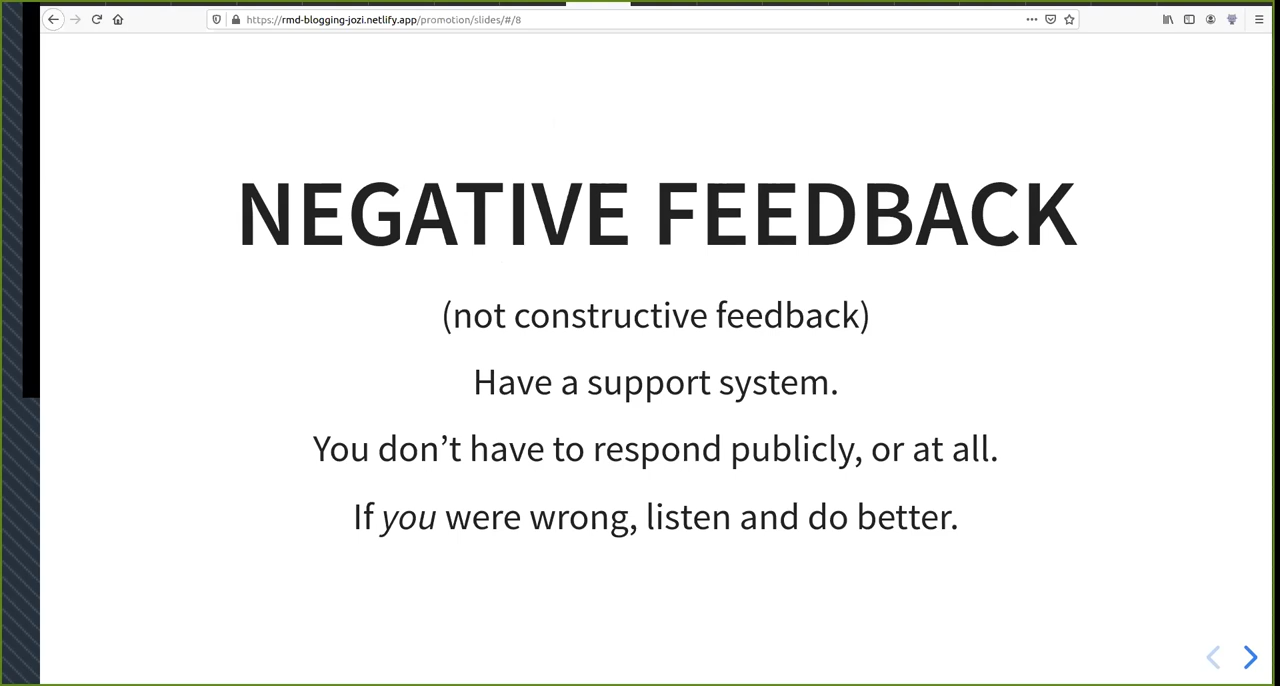 https://rmd-blogging-jozi.netlify.app/promotion/slides/#/8
NEGATIVE FEEDBACK
(not constructive feedback)
Have a support system.
You don’t have to respond publicly, or at all.
If you were wrong, listen and do better.